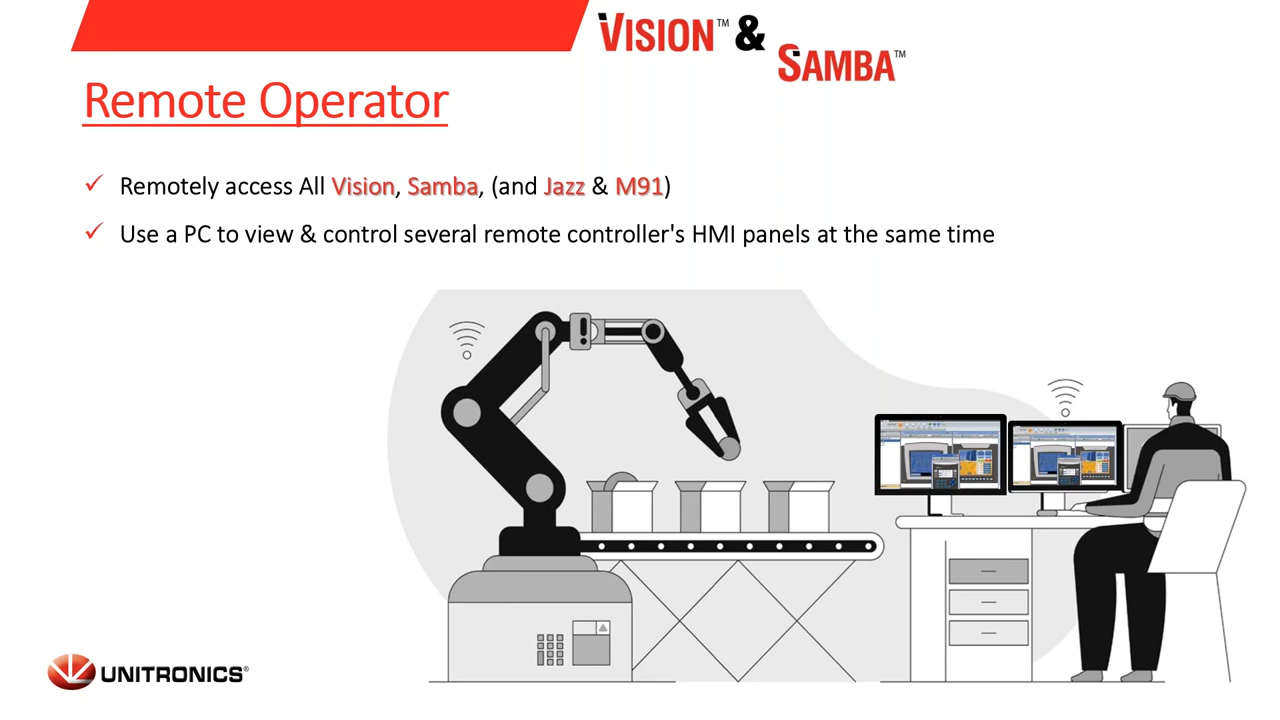 VISION™ &
SAMBA™
Remote Operator
✓ Remotely access All Vision, Samba, (and Jazz & M91)
✓ Use a PC to view & control several remote controller's HMI panels at the same time
UNITRONICS®